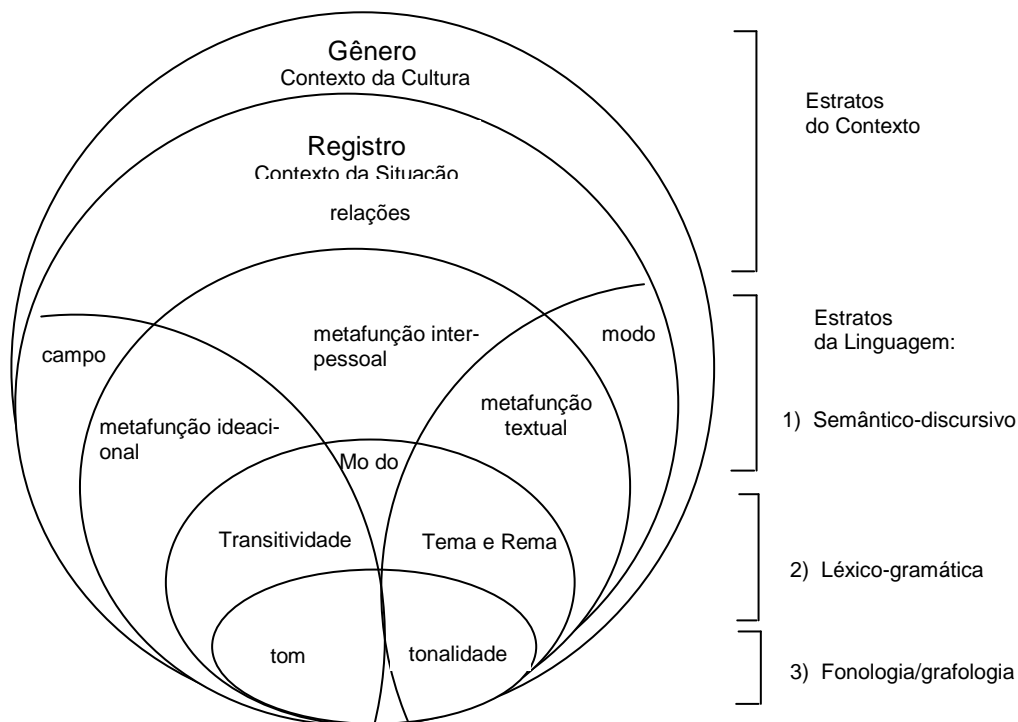 Gênero
Contexto da Cultura
Estratos
do Contexto
Registro
Contexto da Situação
relações
metafunção inter-
pessoal
modo
campo
Estratos
da Linguagem:
metafunção ideaci-
onal
metafunção
textual
1) Semântico-discursivo
Mo do
Transitividade
Tema e Rema
2) Léxico-gramática
tom
tonalidade
3) Fonologia/grafologia